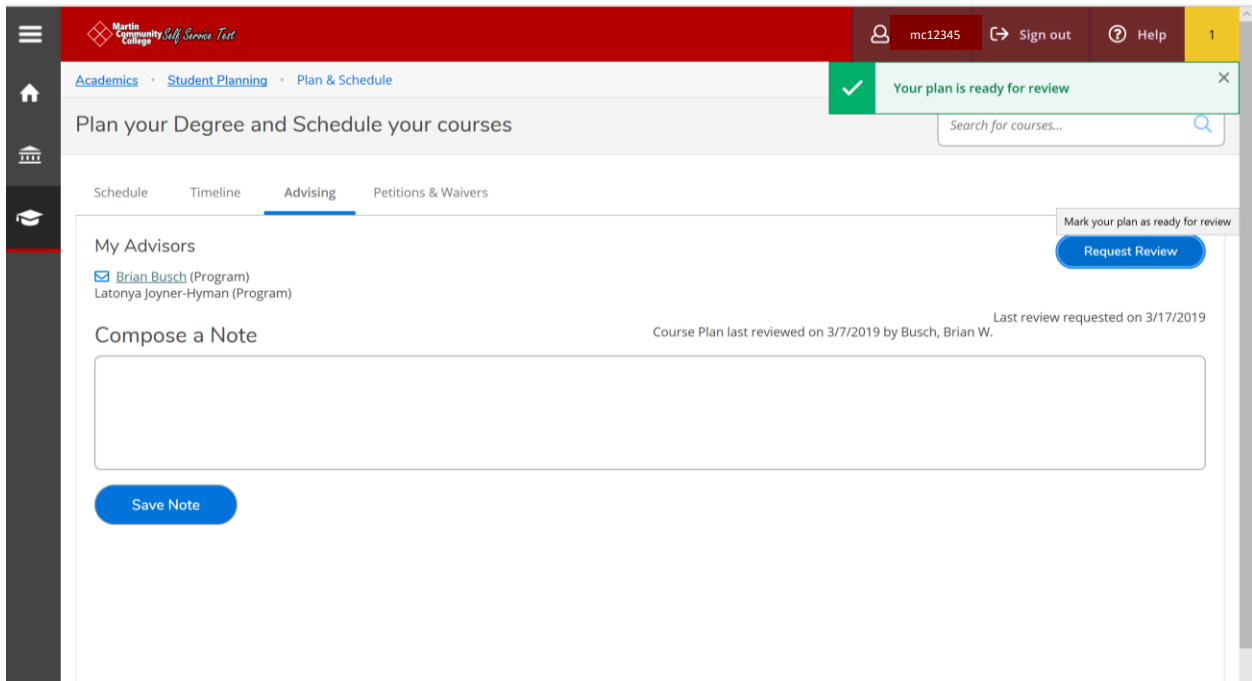 Martin
Community Self Service Test
College
mc12345
Sign out
Help
1
Academics · Student Planning · Plan & Schedule
Your plan is ready for review
Plan your Degree and Schedule your courses
Search for courses...
Schedule Timeline Advising Petitions & Waivers
Mark your plan as ready for review
My Advisors
Request Review
Brian Busch (Program)
Latonya Joyner-Hyman (Program)
Last review requested on 3/17/2019
Compose a Note
Course Plan last reviewed on 3/7/2019 by Busch, Brian W.
Save Note